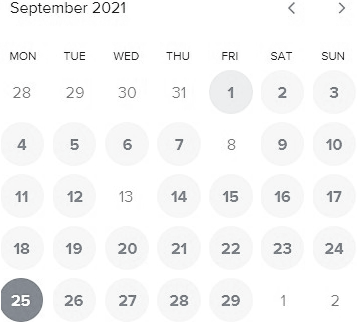 September 2021
MON TUE WED THU FRI SAT SUN
28 29 30 31 1 2 3
4 5 6 7 8 9 10
11 12 13 14 15 16 17
18 19 20 21 22 23 24
25 26 27 28 29 1 2